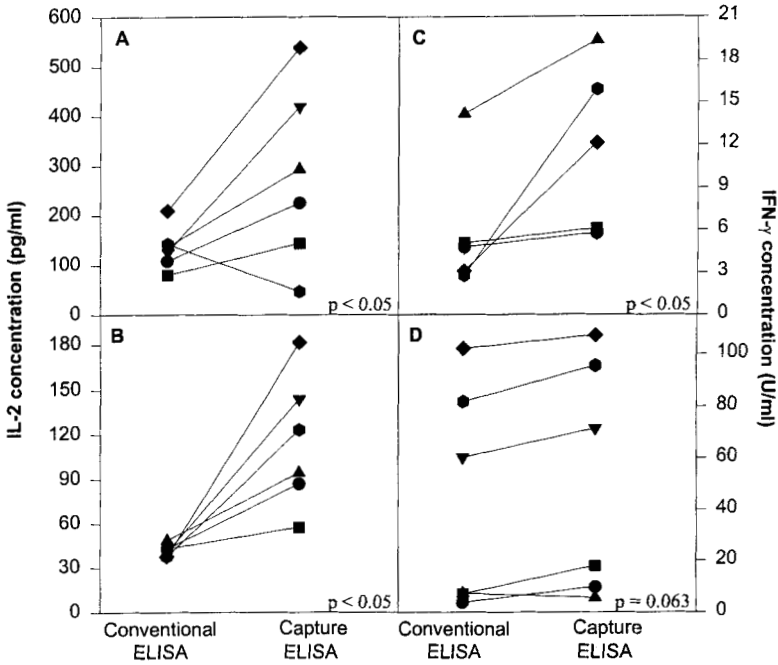 IL-2 concentration (pg/ml)
600
500
400
300
200
100
0
A
p < 0.05
C
p < 0.05
21
18
15
12
9
6
3
0
180
150
120
90
60
30
0
B
p < 0.05
D
p = 0.063
100
80
60
40
20
0
IFN-γ concentration (U/ml)
Conventional
ELISA
Capture
ELISA
Conventional
ELISA
Capture
ELISA